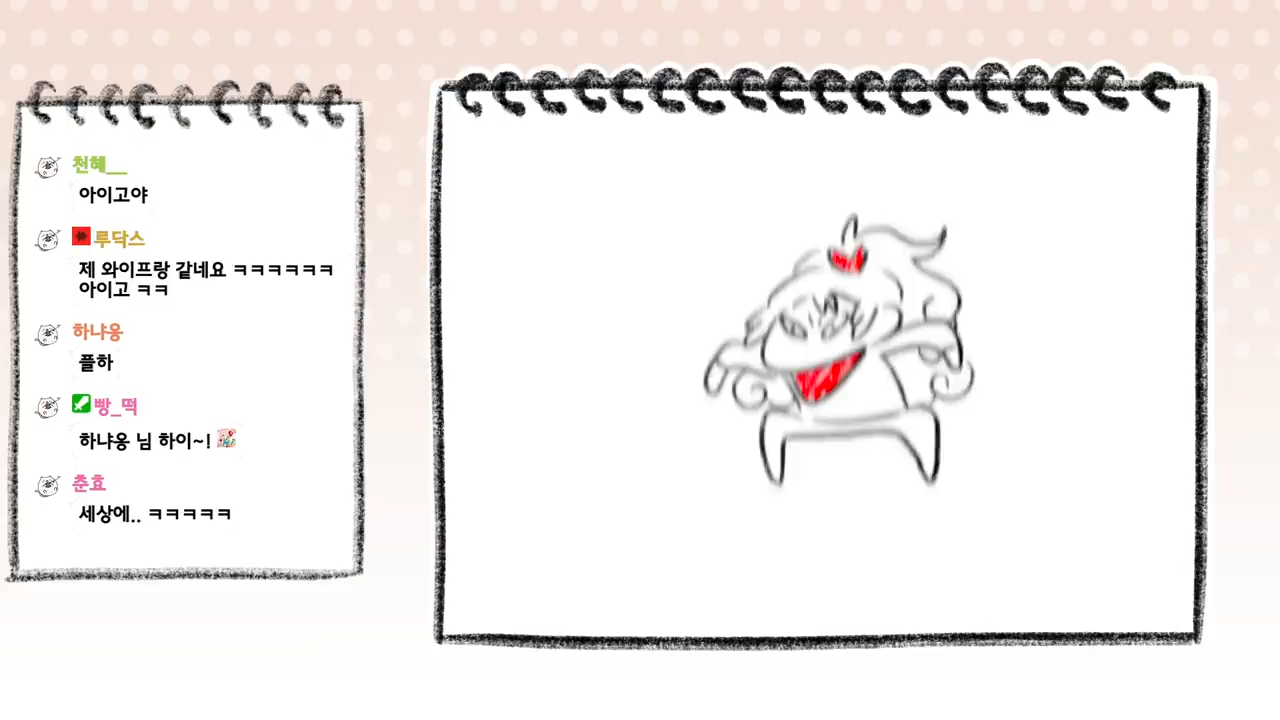 천혜__
아이고야
루닥스
제 와이프랑 같네요 ㅋㅋㅋㅋㅋㅋ
아이고 ㅋㅋ
하냐옹
플하
빵_떡
하냐옹 님 하이~!
춘효
세상에.. ㅋㅋㅋㅋㅋ